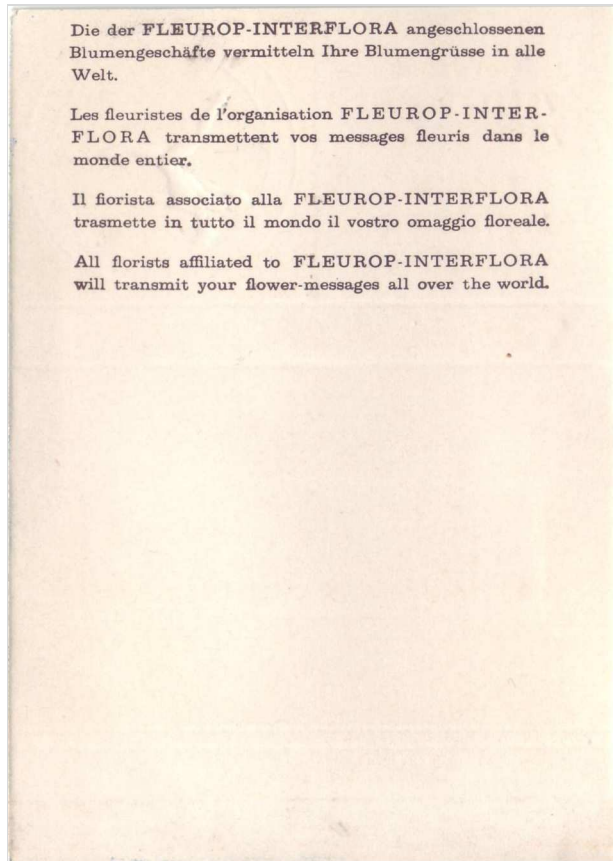 Die der FLEUROP-INTERFLORA angeschlossenen
Blumengeschäfte vermitteln Ihre Blumengrüsse in alle
Welt.
Les fleuristes de l'organisation FLEUROP-INTER-
FLORA transmettent vos messages fleuris dans le
monde entier.
Il fiorista associato alla FLEUROP-INTERFLORA
trasmette in tutto il mondo il vostro omaggio floreale.
All florists affiliated to FLEUROP-INTERFLORA
will transmit your flower-messages all over the world.